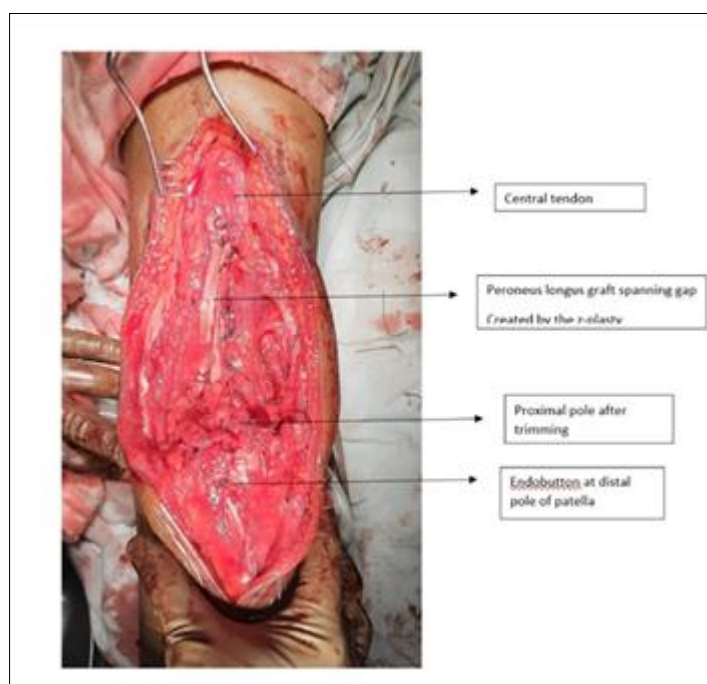 Central tendon
Peroneus longus graft spanning gap
Created by the z-plasty
Proximal pole after
trimming
Endobutton at distal
pole of patella